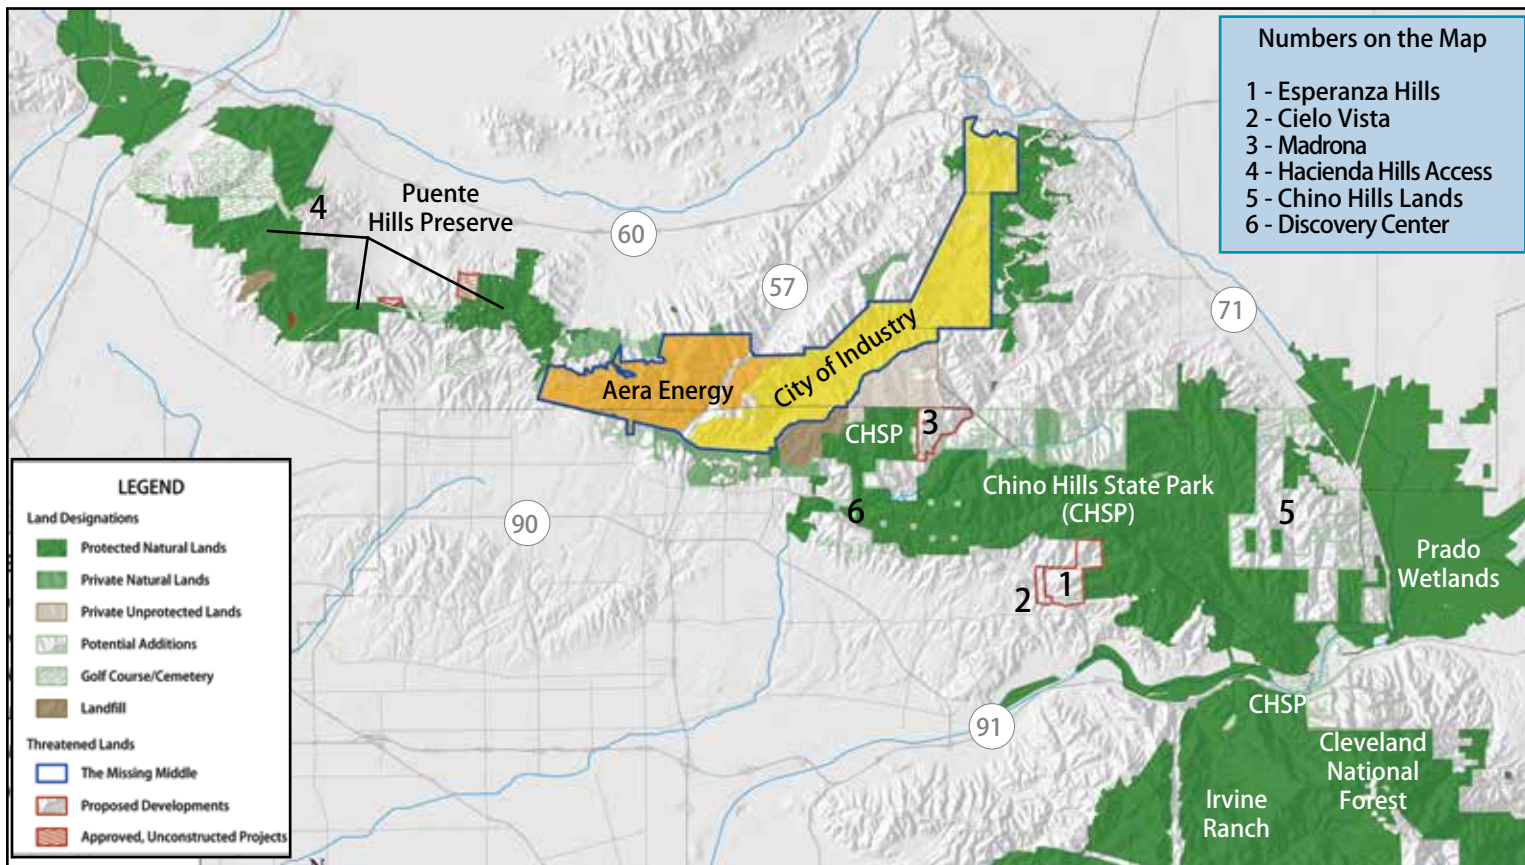 Numbers on the Map
1 - Esperanza Hills
2 - Cielo Vista
3 - Madrona
4 - Hacienda Hills Access
5 - Chino Hills Lands
6 - Discovery Center
4
Puente
Hills Preserve
60
57
71
City of Industry
Aera Energy
3
CHSP
Chino Hills State Park
(CHSP)
6
5
90
Prado
Wetlands
1
2
91
CHSP
Cleveland
National
Forest
Irvine
Ranch
LEGEND
Land Designations
Protected Natural Lands
Private Natural Lands
Private Unprotected Lands
Potential Additions
Golf Course/Cemetery
Landfill
Threatened Lands
The Missing Middle
Proposed Developments
Approved, Unconstructed Projects